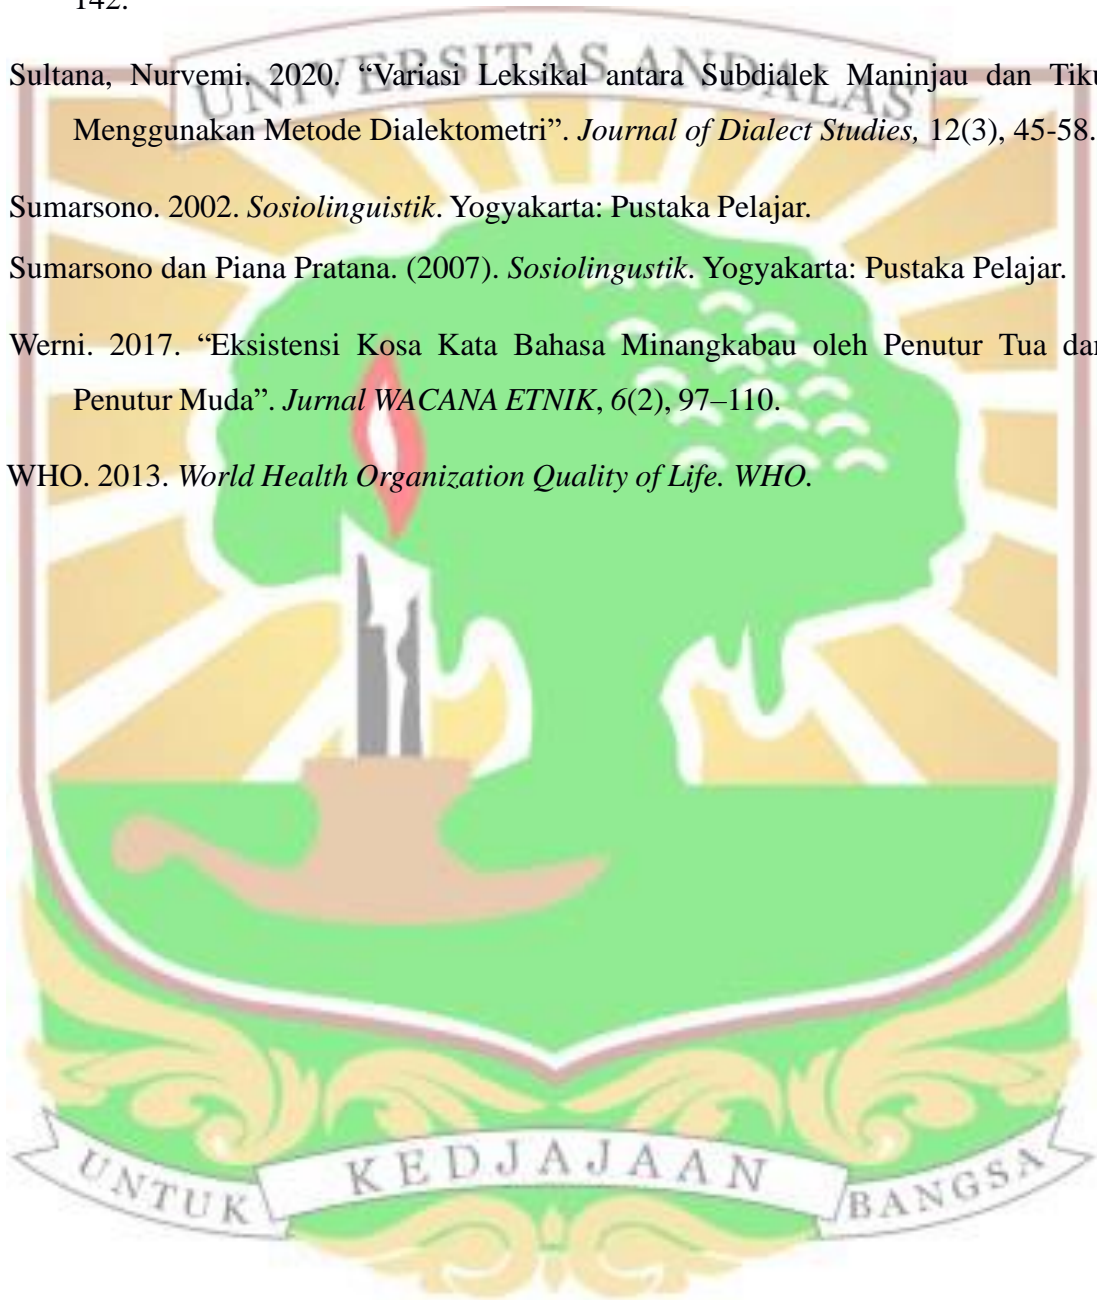 142.
UNIVERSITAS ANDALAS
Sultana, Nurvemi. 2020. “Variasi Leksikal antara Subdialek Maninjau dan Tiku
Menggunakan Metode Dialektometri”. Journal of Dialect Studies, 12(3), 45-58.
Sumarsono. 2002. Sosiolinguistik. Yogyakarta: Pustaka Pelajar.
Sumarsono dan Piana Pratana. (2007). Sosiolingustik. Yogyakarta: Pustaka Pelajar.
Werni. 2017. “Eksistensi Kosa Kata Bahasa Minangkabau oleh Penutur Tua dan
Penutur Muda”. Jurnal WACANA ETNIK, 6(2), 97–110.
WHO. 2013. World Health Organization Quality of Life. WHO.
UNTUK KEDJAJAAN BANGSA